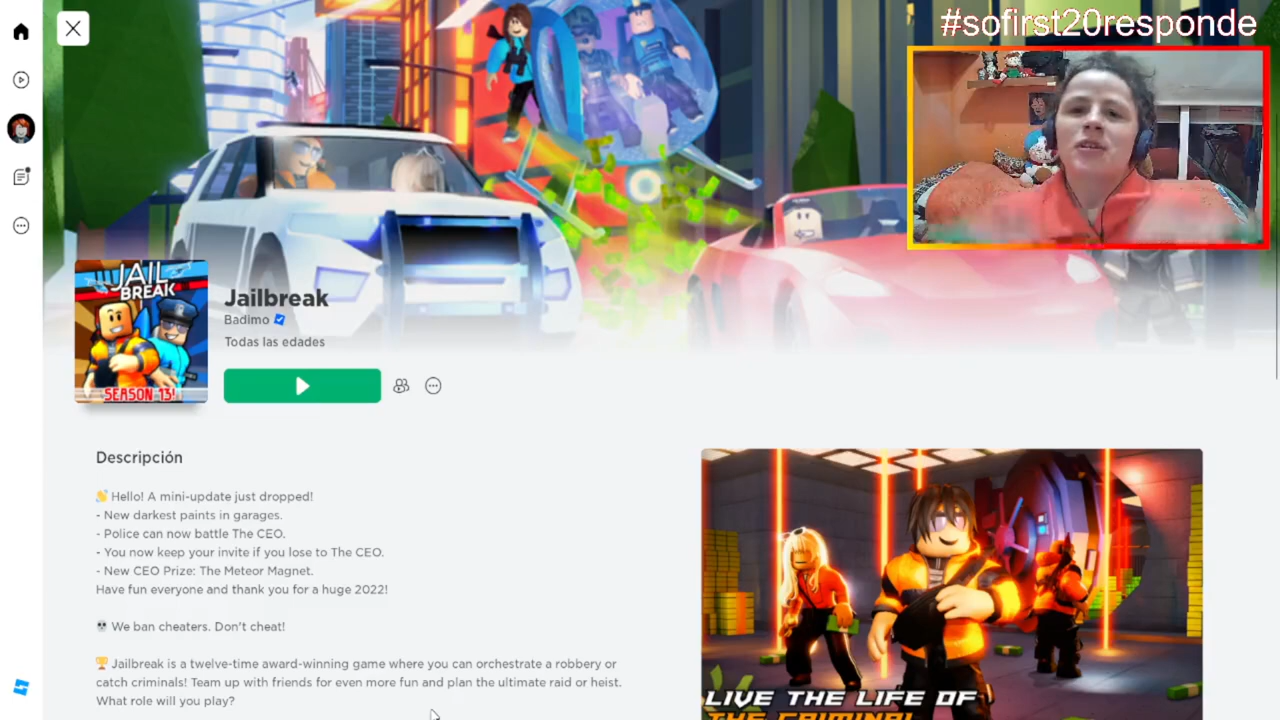 #sofirst20responde
JAIL
BREAK
SEASON 13!
Jailbreak
Badimo
Todas las edades
Descripción
👋 Hello! A mini-update just dropped!
- New darkest paints in garages.
- Police can now battle The CEO.
- You now keep your invite if you lose to The CEO.
- New CEO Prize: The Meteor Magnet.
Have fun everyone and thank you for a huge 2022!
💀 We ban cheaters. Don't cheat!
🏆 Jailbreak is a twelve-time award-winning game where you can orchestrate a robbery or
catch criminals! Team up with friends for even more fun and plan the ultimate raid or heist.
What role will you play?
LIVE THE LIFE OF
THE CRIMINAL